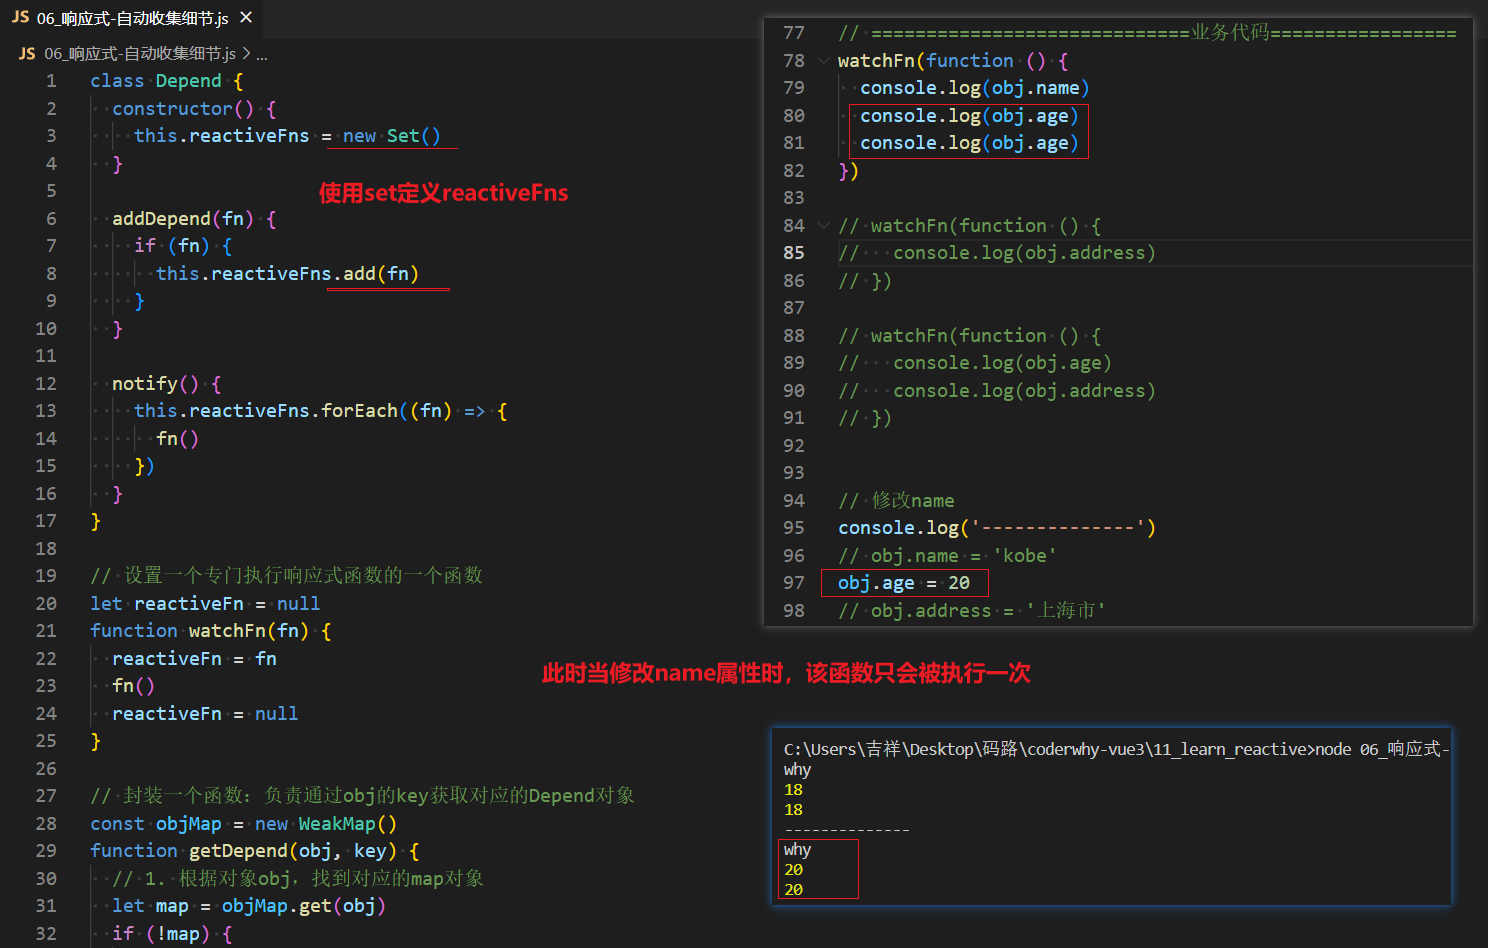 JS 06_响应式-自动收集细节.js ×
JS 06_响应式-自动收集细节.js > ...
1 class Depend {
2 constructor() {
3 this.reactiveFns = new Set()
4 }
5
使用set定义reactiveFns
6 addDepend(fn) {
7 if (fn) {
8 this.reactiveFns.add(fn)
9 }
10 }
11
12 notify() {
13 this.reactiveFns.forEach((fn) => {
14 fn()
15 })
16 }
17 }
18
19 // 设置一个专门执行响应式函数的一个函数
20 let reactiveFn = null
21 function watchFn(fn) {
22 reactiveFn = fn
23 fn()
24 reactiveFn = null
25 }
26
27 // 封装一个函数: 负责通过obj的key获取对应的Depend对象
28 const objMap = new WeakMap()
29 function getDepend(obj, key) {
30 // 1. 根据对象obj, 找到对应的map对象
31 let map = objMap.get(obj)
32 if (!map) {
77 // =============================业务代码=================
78 watchFn(function () {
79 console.log(obj.name)
80 console.log(obj.age)
81 console.log(obj.age)
82 })
83
84 // watchFn(function () {
85 // console.log(obj.address)
86 // })
87
88 // watchFn(function () {
89 // console.log(obj.age)
90 // console.log(obj.address)
91 // })
92
93
94 // 修改name
95 console.log('--------------')
96 // obj.name = 'kobe'
97 obj.age = 20
98 // obj.address = '上海市'
此时当修改name属性时，该函数只会被执行一次
C:\Users\吉祥\Desktop\码路\coderwhy-vue3\11_learn_reactive>node 06_响应式-
why
18
18
--------------
why
20
20